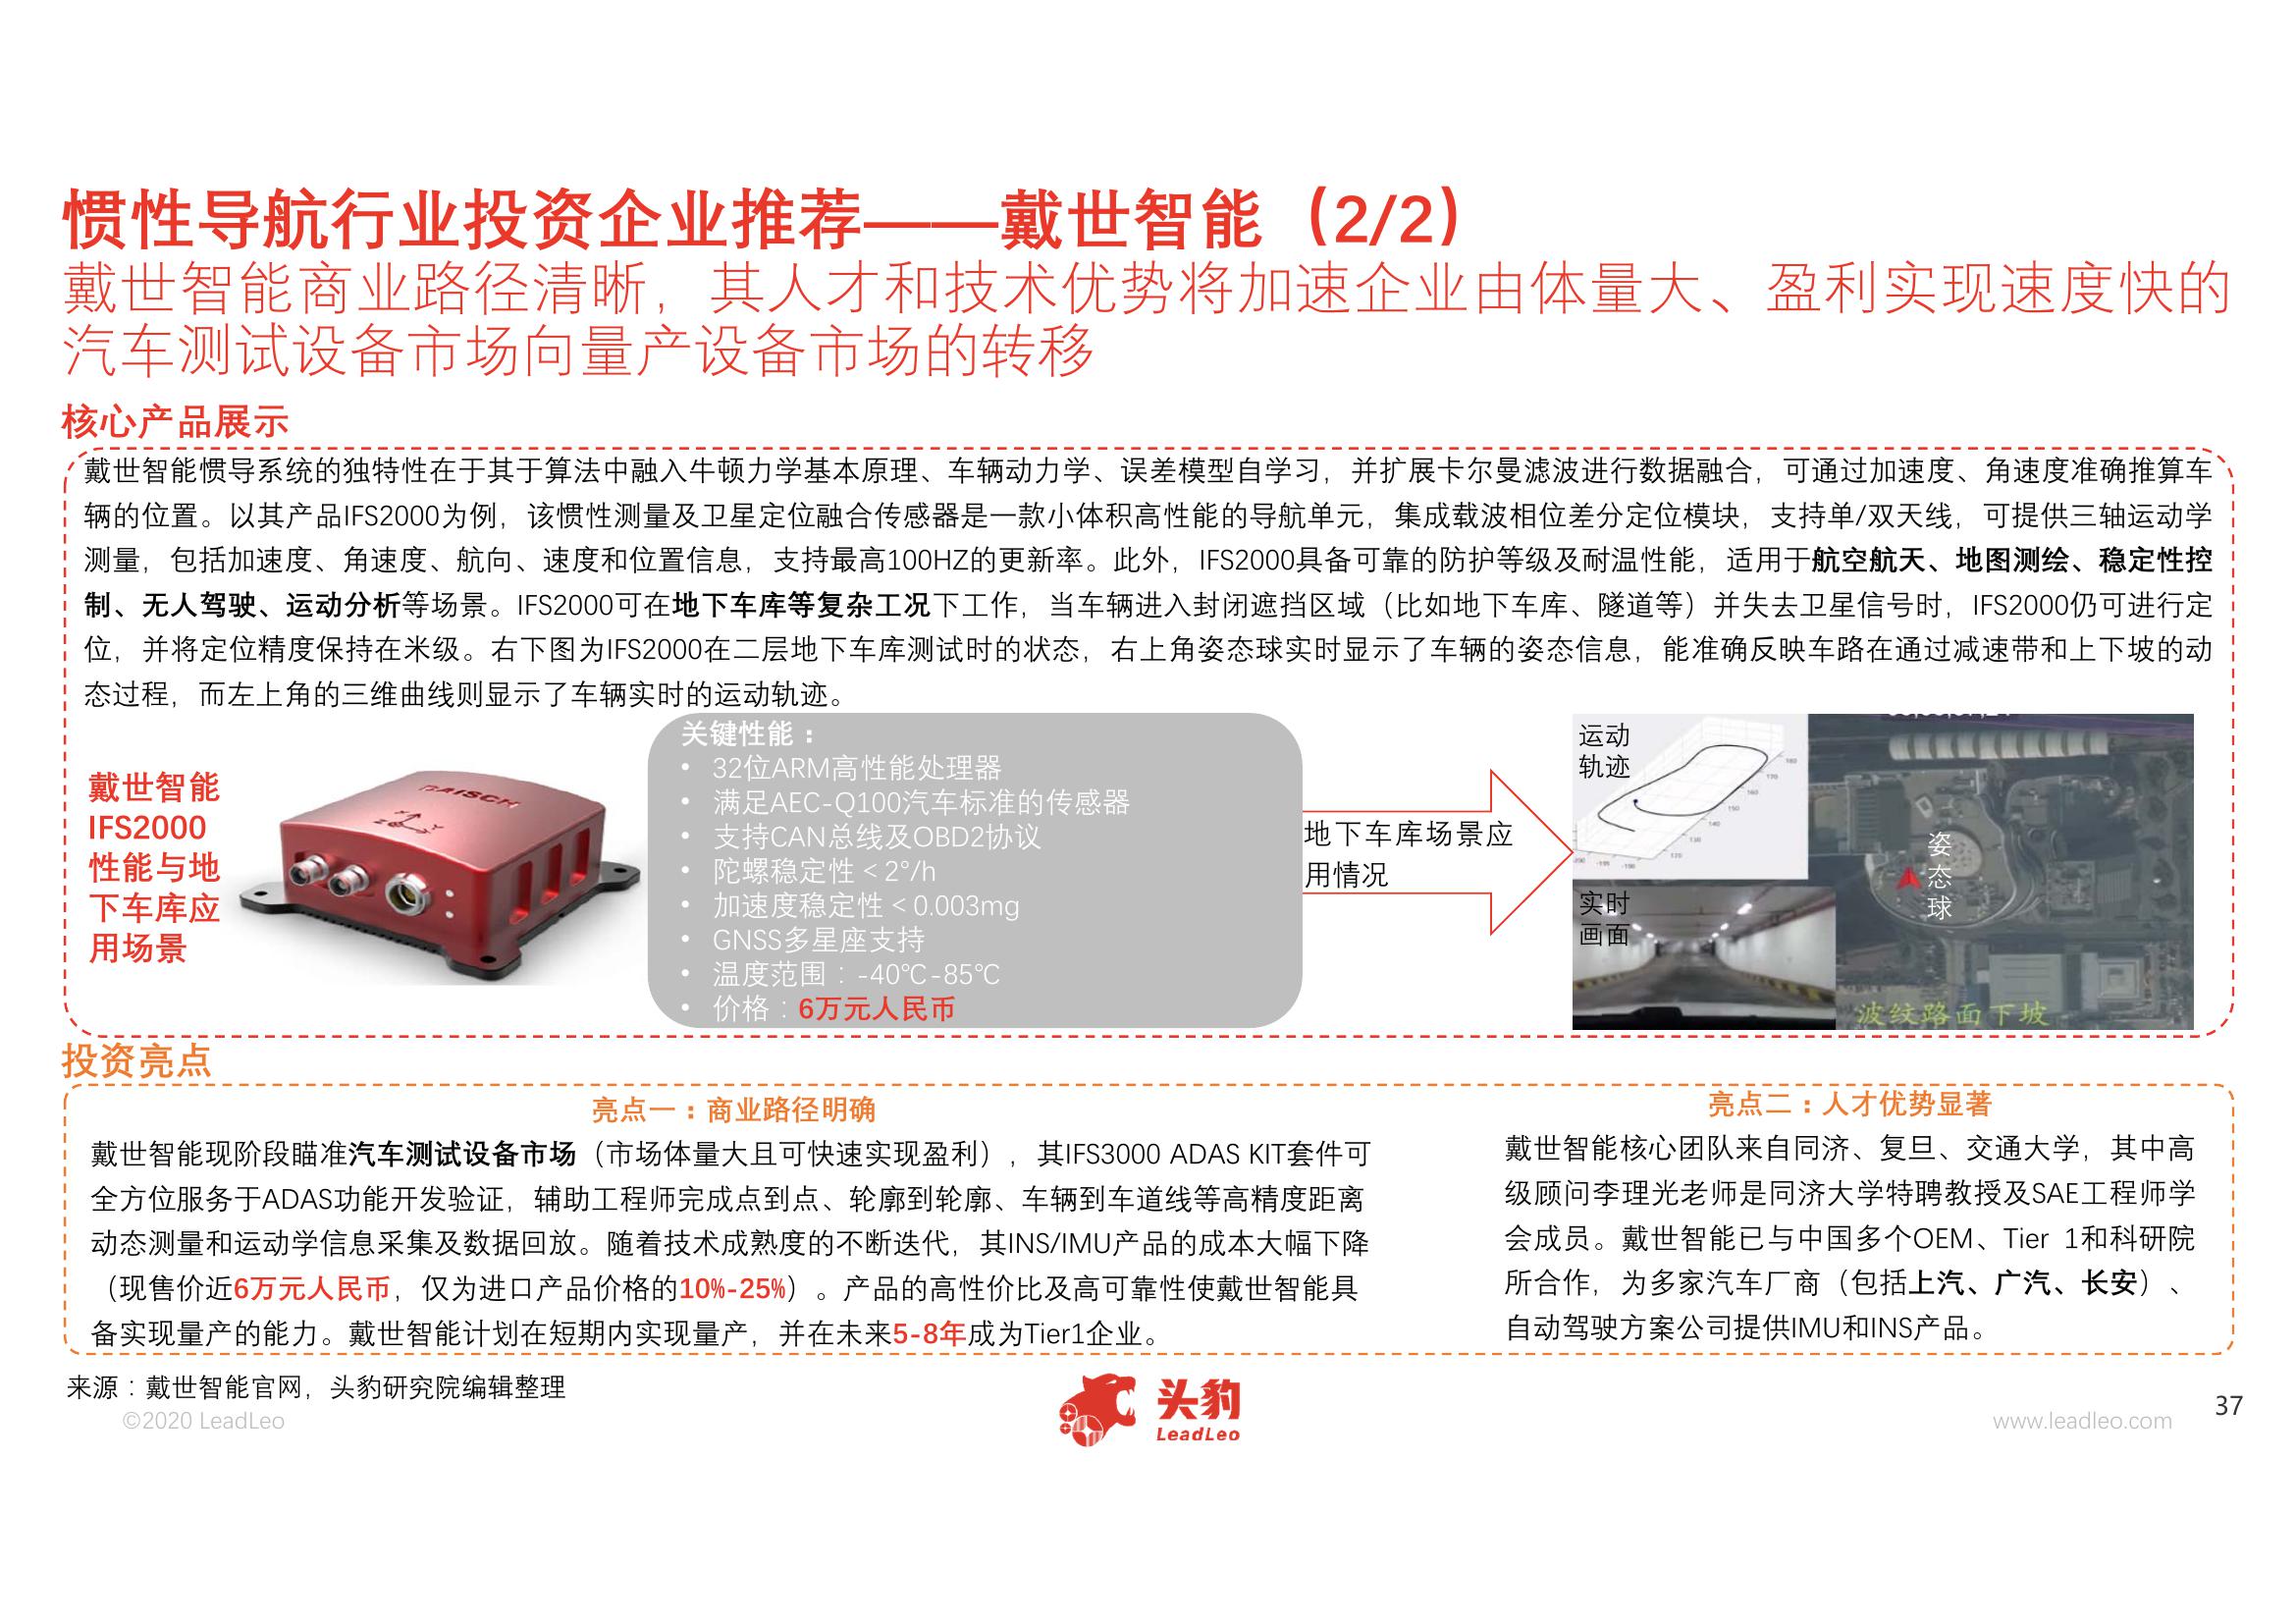 惯性导航行业投资企业推荐——戴世智能（2/2）
戴世智能商业路径清晰，其人才和技术优势将加速企业由体量大、盈利实现速度快的
汽车测试设备市场向量产设备市场的转移
核心产品展示
戴世智能惯导系统的独特性在于其于算法中融入牛顿力学基本原理、车辆动力学、误差模型自学习，并扩展卡尔曼滤波进行数据融合，可通过加速度、角速度准确推算车
辆的位置。以其产品IFS2000为例，该惯性测量及卫星定位融合传感器是一款小体积高性能的导航单元，集成载波相位差分定位模块，支持单/双天线，可提供三轴运动学
测量，包括加速度、角速度、航向、速度和位置信息，支持最高100HZ的更新率。此外，IFS2000具备可靠的防护等级及耐温性能，适用于航空航天、地图测绘、稳定性控
制、无人驾驶、运动分析等场景。IFS2000可在地下车库等复杂工况下工作，当车辆进入封闭遮挡区域（比如地下车库、隧道等）并失去卫星信号时，IFS2000仍可进行定
位，并将定位精度保持在米级。右下图为IFS2000在二层地下车库测试时的状态，右上角姿态球实时显示了车辆的姿态信息，能准确反映车路在通过减速带和上下坡的动
态过程，而左上角的三维曲线则显示了车辆实时的运动轨迹。
戴世智能
IFS2000
性能与地
下车库应
用场景
DAISCH
关键性能：
• 32位ARM高性能处理器
• 满足AEC-Q100汽车标准的传感器
• 支持CAN总线及OBD2协议
• 陀螺稳定性＜2°/h
• 加速度稳定性＜0.003mg
• GNSS多星座支持
• 温度范围：-40℃-85℃
• 价格：6万元人民币
地下车库场景应
用情况
运动
轨迹
实时
画面
姿
态
球
波纹路面下坡
投资亮点
亮点一：商业路径明确
戴世智能现阶段瞄准汽车测试设备市场（市场体量大且可快速实现盈利），其IFS3000 ADAS KIT套件可
全方位服务于ADAS功能开发验证，辅助工程师完成点到点、轮廓到轮廓、车辆到车道线等高精度距离
动态测量和运动学信息采集及数据回放。随着技术成熟度的不断迭代，其INS/IMU产品的成本大幅下降
（现售价近6万元人民币，仅为进口产品价格的10%-25%）。产品的高性价比及高可靠性使戴世智能具
备实现量产的能力。戴世智能计划在短期内实现量产，并在未来5-8年成为Tier1企业。
亮点二：人才优势显著
戴世智能核心团队来自同济、复旦、交通大学，其中高
级顾问李理光老师是同济大学特聘教授及SAE工程师学
会成员。戴世智能已与中国多个OEM、Tier 1和科研院
所合作，为多家汽车厂商（包括上汽、广汽、长安）、
自动驾驶方案公司提供IMU和INS产品。
来源：戴世智能官网，头豹研究院编辑整理
©2020 LeadLeo
头豹
LeadLeo
www.leadleo.com
37